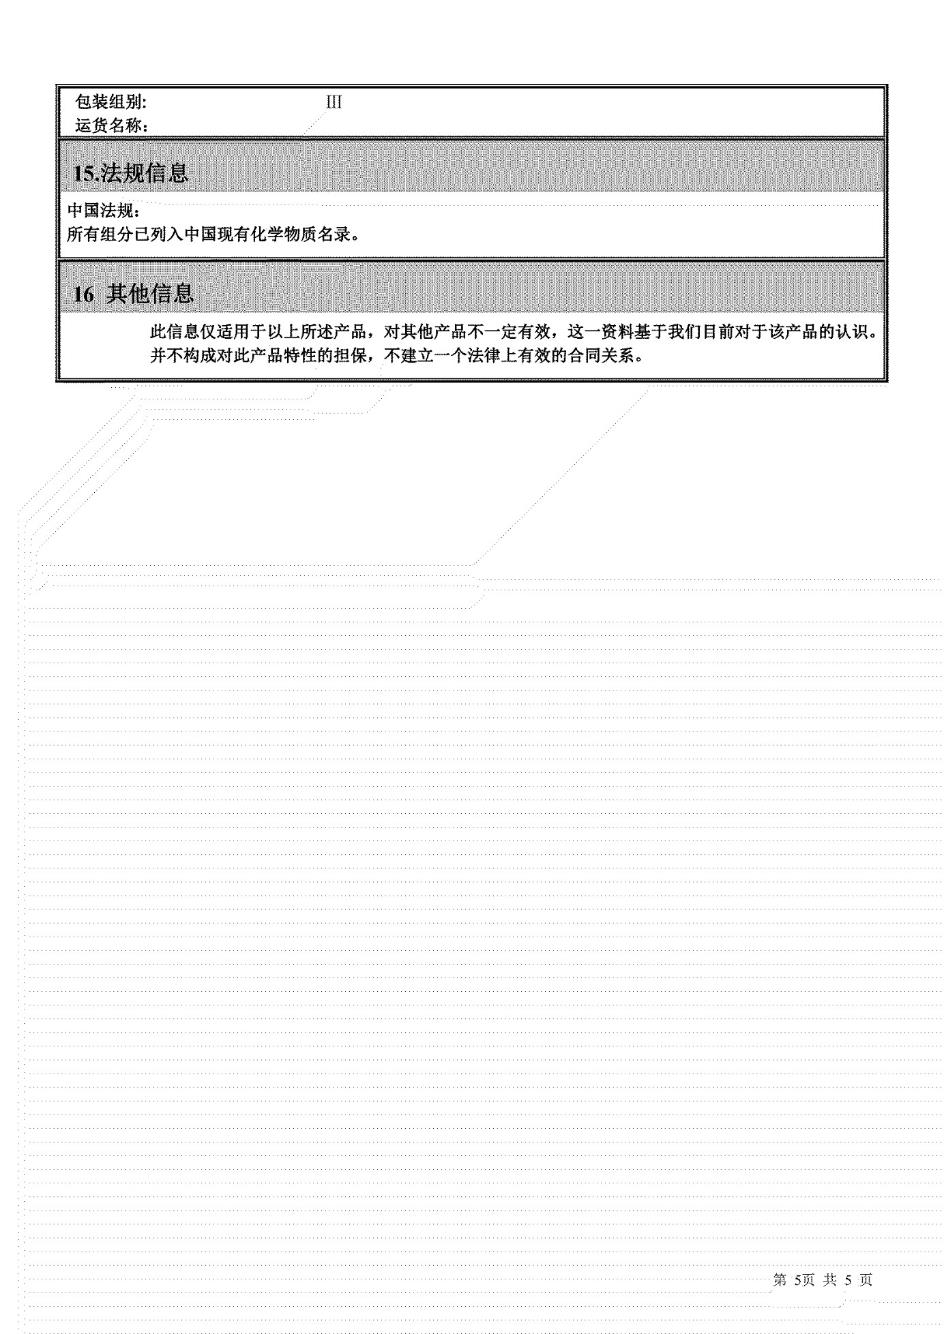 包装组别: III
运货名称:
15.法规信息
中国法规:
所有组分已列入中国现有化学物质名录。
16 其他信息
此信息仅适用于以上所述产品，对其他产品不一定有效，这一资料基于我们目前对于该产品的认识。
并不构成对此产品特性的担保，不建立一个法律上有效的合同关系。
第 5页 共 5 页